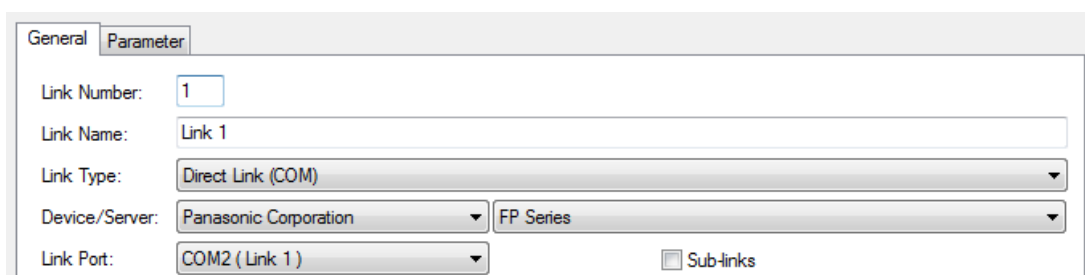 General Parameter
Link Number: 1
Link Name: Link 1
Link Type: Direct Link (COM)
Device/Server: Panasonic Corporation FP Series
Link Port: COM2 ( Link 1 ) Sub-links